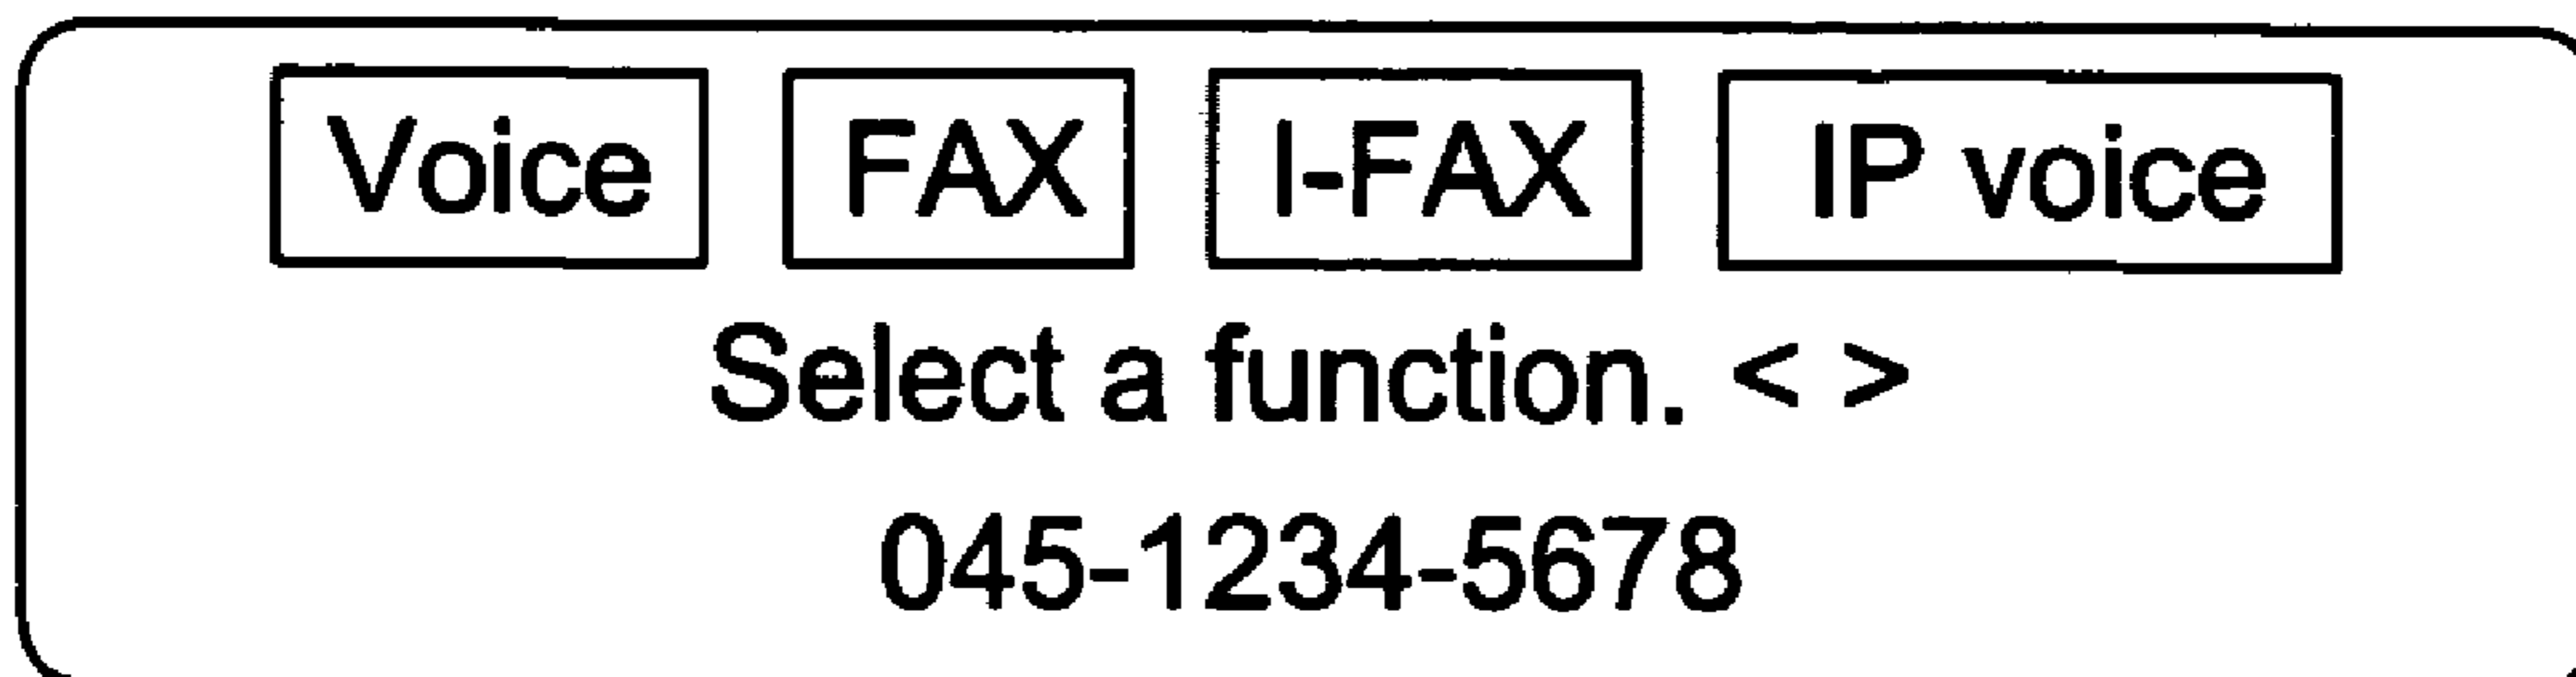 Voice FAX I-FAX IP voice
Select a function. < >
045-1234-5678